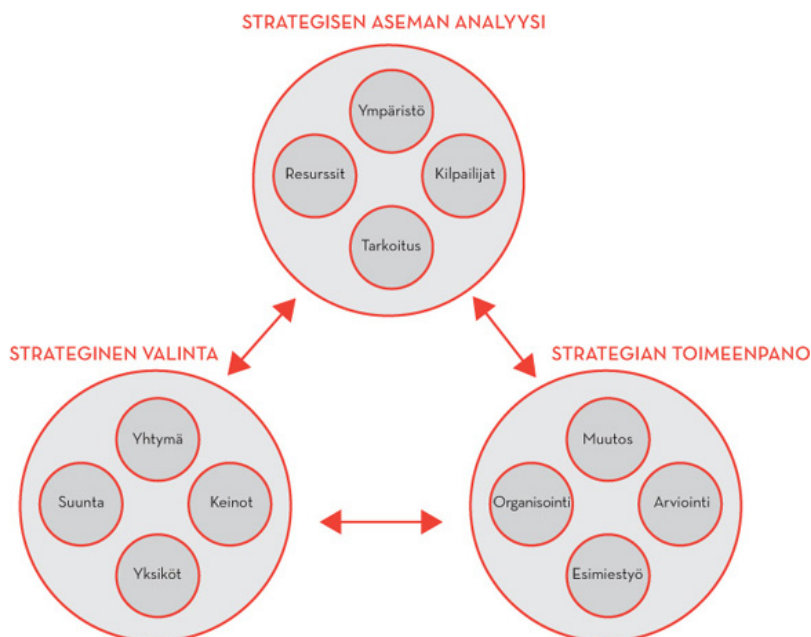 STRATEGISEN ASEMAN ANALYYSI
Ympäristö
Resurssit
Kilpailijat
Tarkoitus
STRATEGINEN VALINTA
Yhtymä
Suunta
Keinot
Yksiköt
STRATEGIAN TOIMEENPANO
Muutos
Organisointi
Arviointi
Esimiestyö